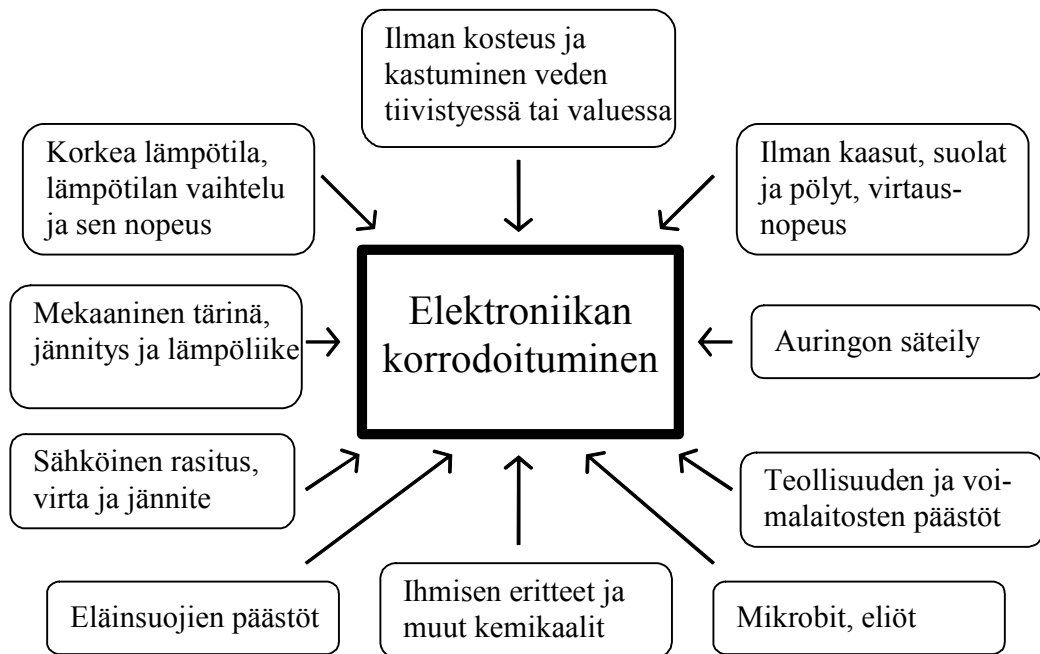 Ilman kosteus ja
kastuminen veden
tiivistyessä tai valuessa
Korkea lämpötila,
lämpötilan vaihtelu
ja sen nopeus
Ilman kaasut, suolat
ja pölyt, virtaus-
nopeus
Mekaaninen tärinä,
jännitys ja lämpöliike
Elektroniikan
korrodoituminen
Auringon säteily
Sähköinen rasitus,
virta ja jännite
Teollisuuden ja voi-
malaitosten päästöt
Eläinsuojien päästöt
Ihmisen eritteet ja
muut kemikaalit
Mikrobit, eliöt